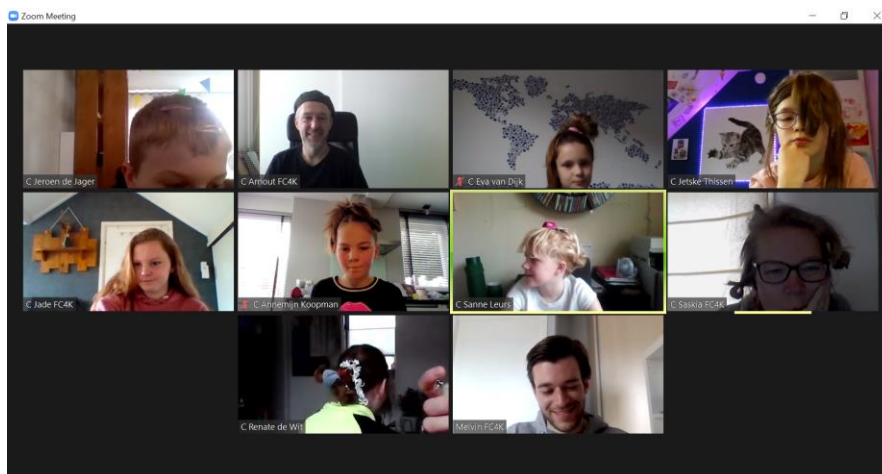 Zoom Meeting
C Jeroen de Jager
C Arnout FC4K
C Eva van Dijk
C Jetske Thissen
C Jade FC4K
C Annemijn Koopman
C Sanne Leurs
C Saskia FC4K
C Renate de Wit
Melvin FC4K